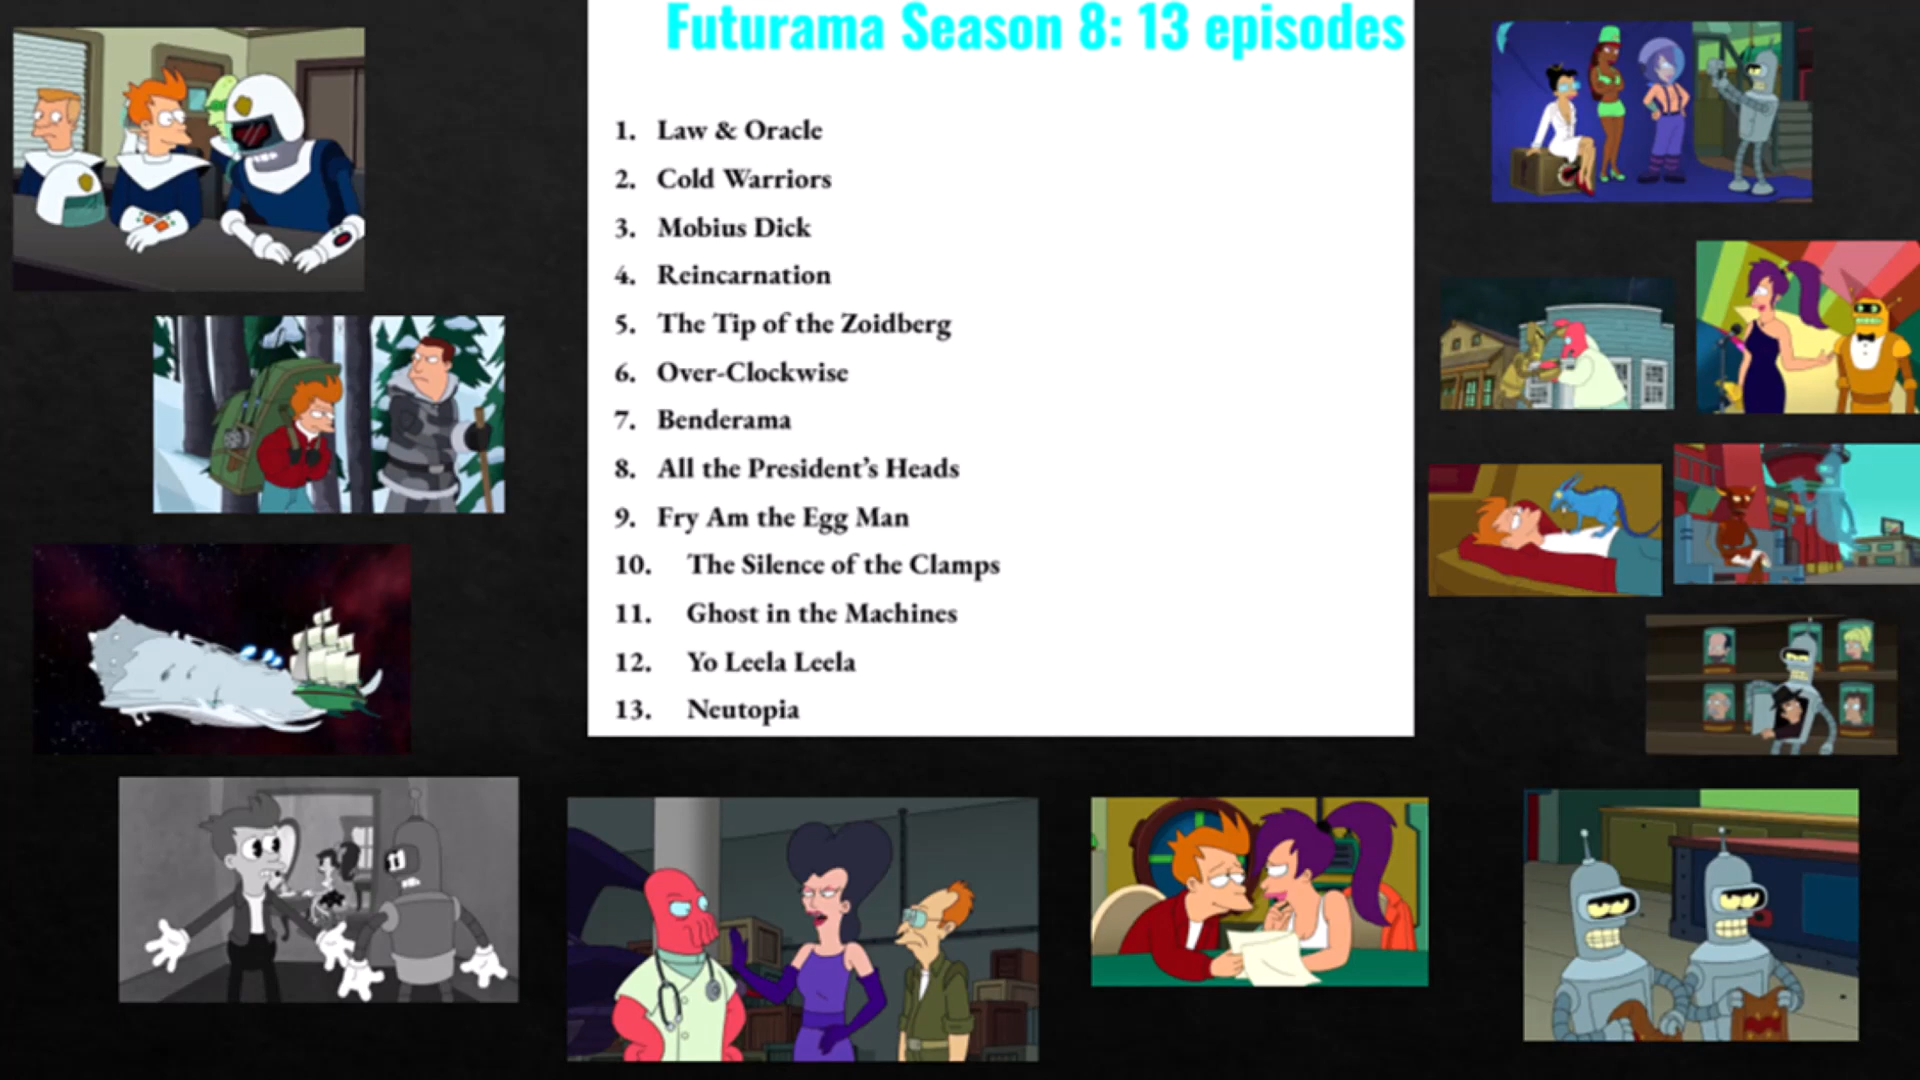 Futurama Season 8: 13 episodes
1. Law & Oracle
2. Cold Warriors
3. Mobius Dick
4. Reincarnation
5. The Tip of the Zoidberg
6. Over-Clockwise
7. Benderama
8. All the President’s Heads
9. Fry Am the Egg Man
10. The Silence of the Clamps
11. Ghost in the Machines
12. Yo Leela Leela
13. Neutopia